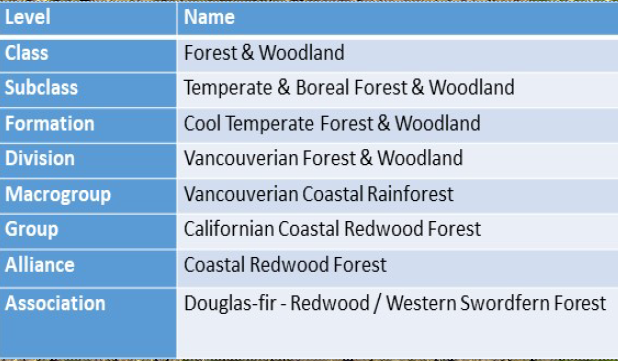 Level Name
Class Forest & Woodland
Subclass Temperate & Boreal Forest & Woodland
Formation Cool Temperate Forest & Woodland
Division Vancouverian Forest & Woodland
Macrogroup Vancouverian Coastal Rainforest
Group Californian Coastal Redwood Forest
Alliance Coastal Redwood Forest
Association Douglas-fir - Redwood / Western Swordfern Forest